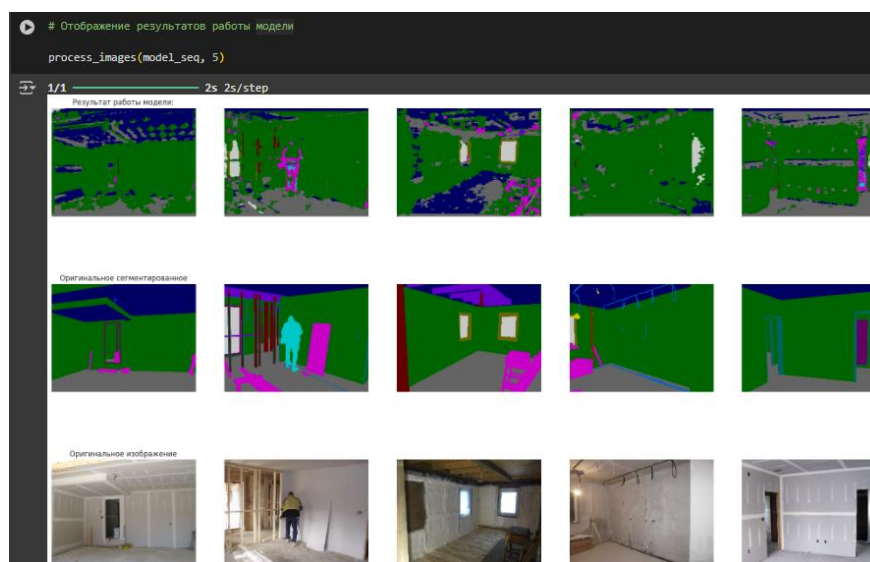 # Отображение результатов работы модели
process_images(model_seq, 5)
1/1 2s 2s/step
Результат работы модели:
Оригинальное сегментированное
Оригинальное изображение